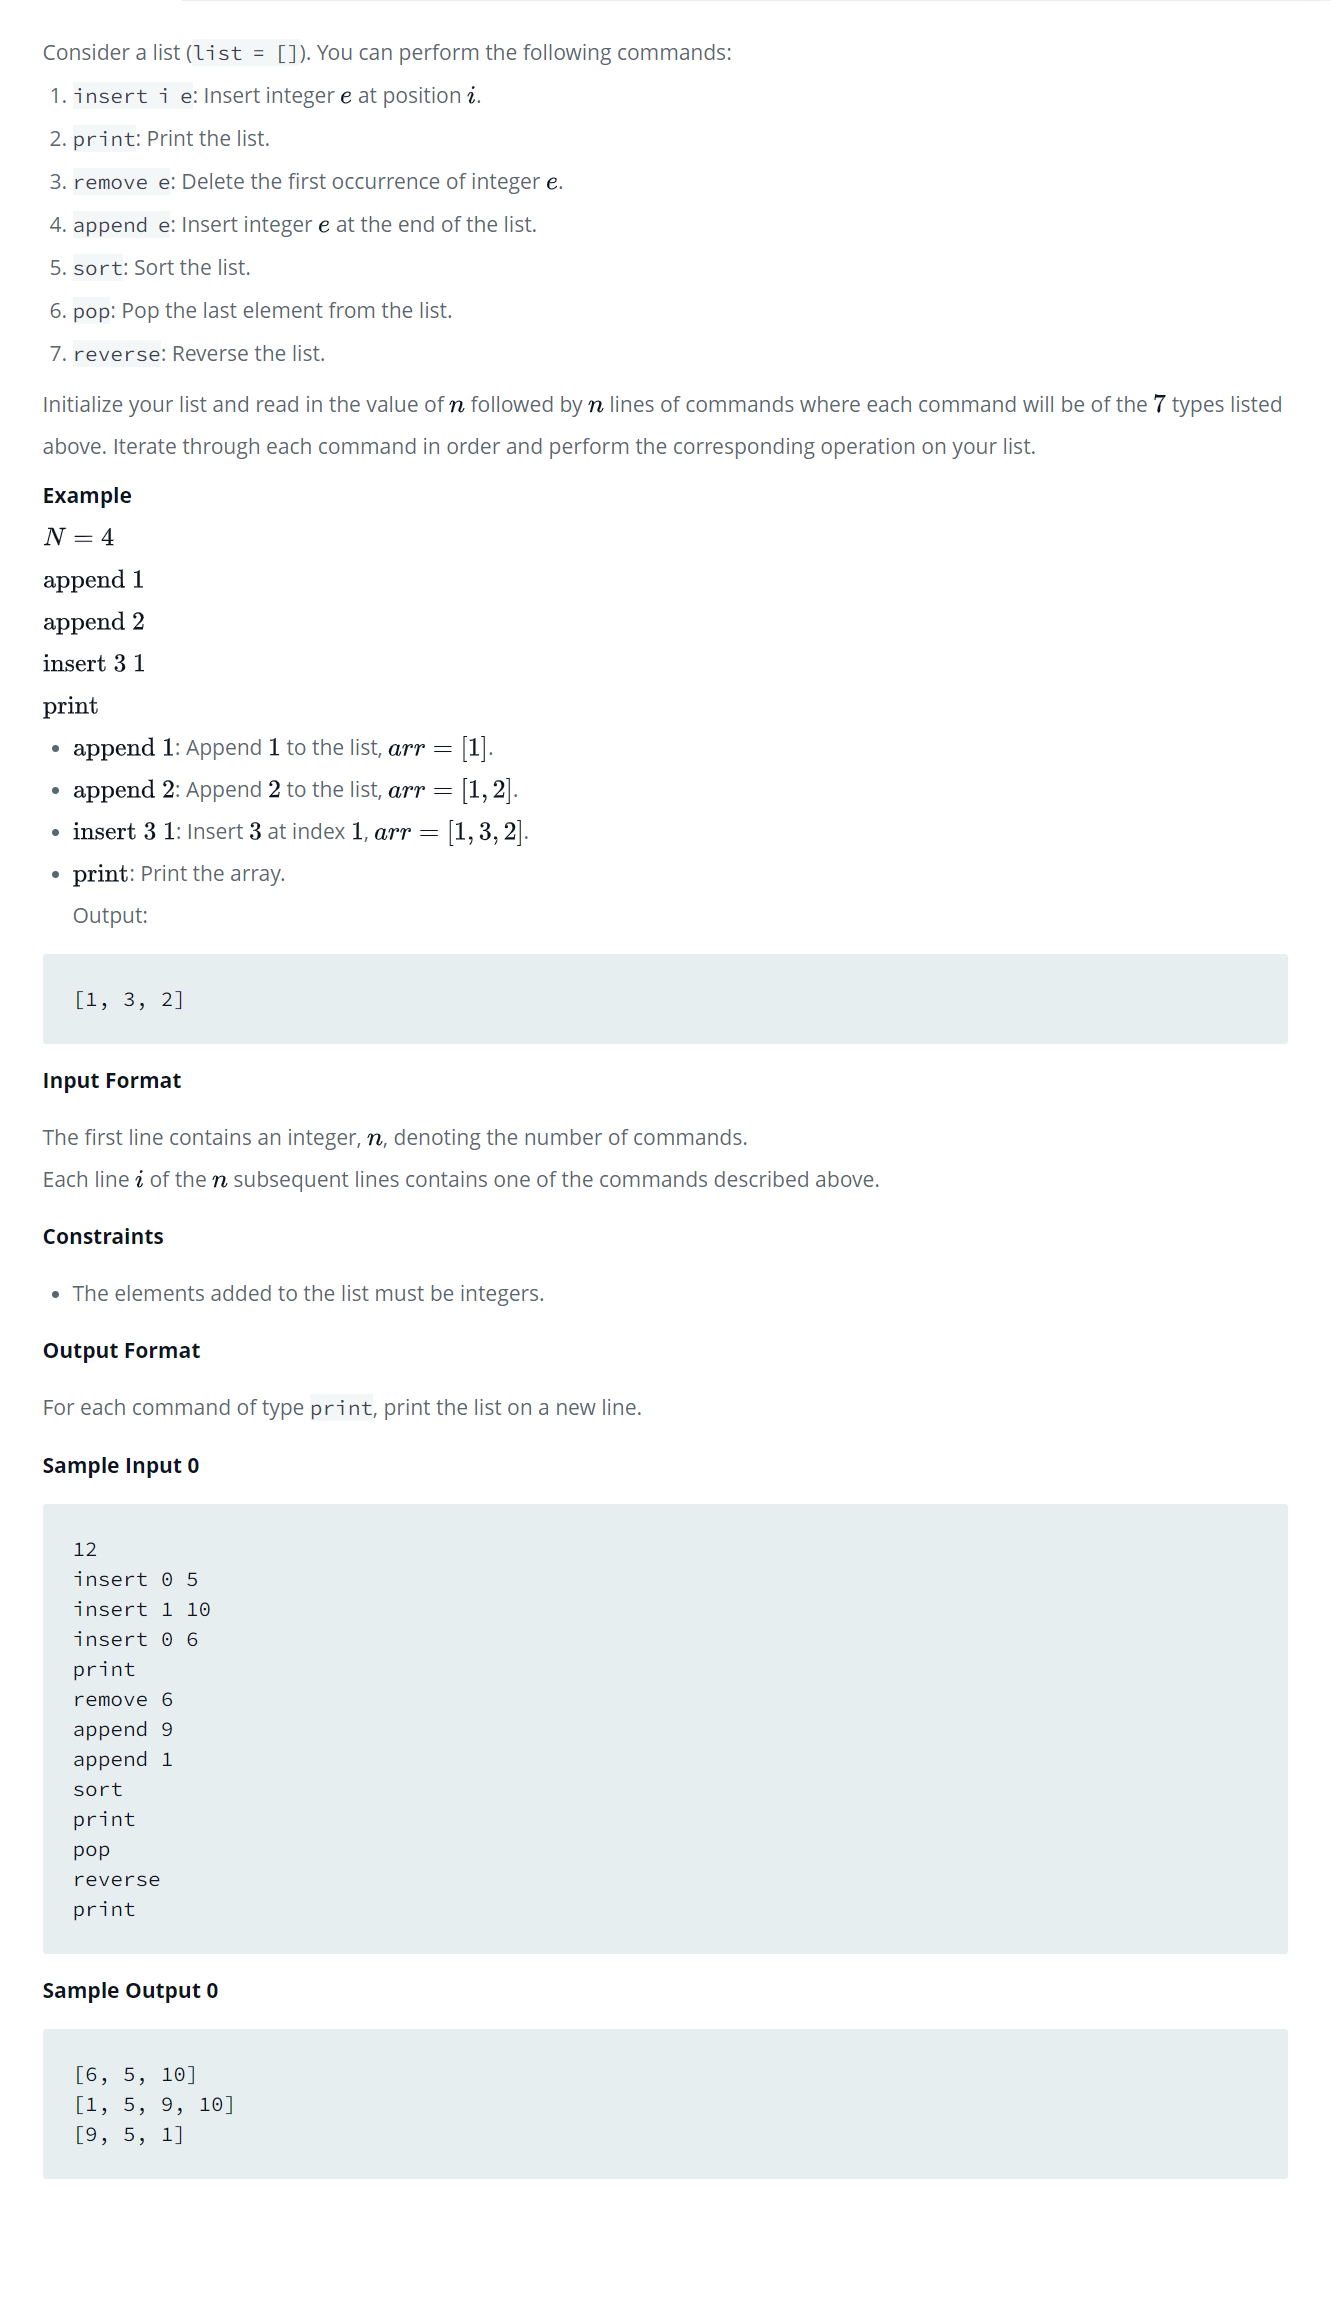 Consider a list (list = []). You can perform the following commands:
1. insert i e: Insert integer e at position i.
2. print: Print the list.
3. remove e: Delete the first occurrence of integer e.
4. append e: Insert integer e at the end of the list.
5. sort: Sort the list.
6. pop: Pop the last element from the list.
7. reverse: Reverse the list.
Initialize your list and read in the value of n followed by n lines of commands where each command will be of the 7 types listed
above. Iterate through each command in order and perform the corresponding operation on your list.
Example
N = 4
append 1
append 2
insert 3 1
print
• append 1: Append 1 to the list, arr = [1].
• append 2: Append 2 to the list, arr = [1, 2].
• insert 3 1: Insert 3 at index 1, arr = [1, 3, 2].
• print: Print the array.
Output:
[1, 3, 2]
Input Format
The first line contains an integer, n, denoting the number of commands.
Each line i of the n subsequent lines contains one of the commands described above.
Constraints
• The elements added to the list must be integers.
Output Format
For each command of type print, print the list on a new line.
Sample Input 0
12
insert 0 5
insert 1 10
insert 0 6
print
remove 6
append 9
append 1
sort
print
pop
reverse
print
Sample Output 0
[6, 5, 10]
[1, 5, 9, 10]
[9, 5, 1]